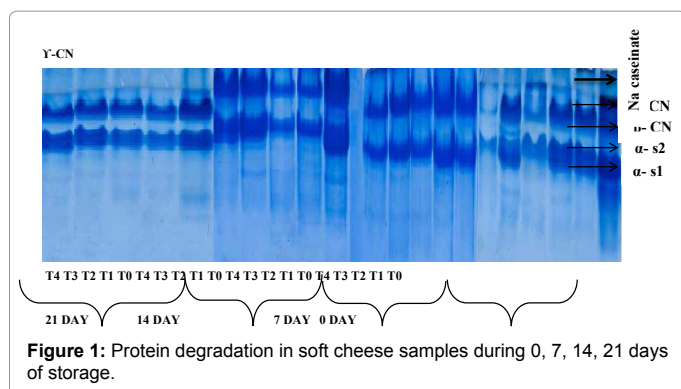 ϒ-CN
Na caseinate
CN
CN
α- s2
α- s1
T4 T3 T2 T1 T0 T4 T3 T2 T1 T0 T4 T3 T2 T1 T0 T4 T3 T2 T1 T0
21 DAY 14 DAY 7 DAY 0 DAY
Figure 1: Protein degradation in soft cheese samples during 0, 7, 14, 21 days
of storage.